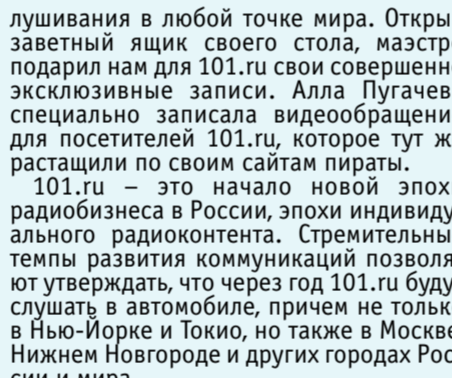 лушивания в любой точке мира. Откры
заветный ящик своего стола, маэстр
подарил нам для 101.ru свои совершенн
эксклюзивные записи. Алла Пугачев
специально записала видеообращени
для посетителей 101.ru, которое тут ж
растащили по своим сайтам пираты.
101.ru – это начало новой эпох
радиобизнеса в России, эпохи индивиду
ального радиоконтента. Стремительны
темпы развития коммуникаций позволя
ют утверждать, что через год 101.ru буду
слушать в автомобиле, причем не тольк
в Нью-Йорке и Токио, но также в Москве
Нижнем Новгороде и других городах Рос
сии и мира.